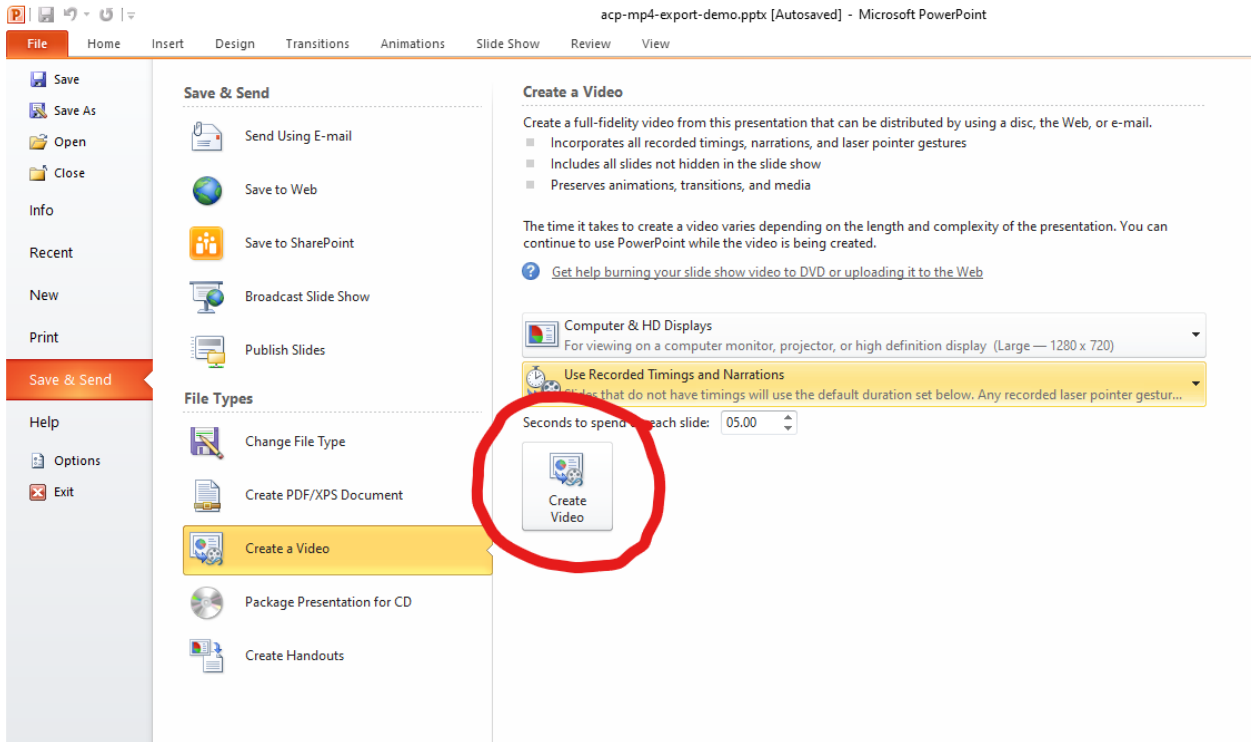 acp-mp4-export-demo.pptx [Autosaved] - Microsoft PowerPoint
File Home Insert Design Transitions Animations Slide Show Review View
Save
Save As
Open
Close
Info
Recent
New
Print
Save & Send
Help
Options
Exit
Save & Send
Send Using E-mail
Save to Web
Save to SharePoint
Broadcast Slide Show
Publish Slides
File Types
Change File Type
Create PDF/XPS Document
Create a Video
Package Presentation for CD
Create Handouts
Create a Video
Create a full-fidelity video from this presentation that can be distributed by using a disc, the Web, or e-mail.
Incorporates all recorded timings, narrations, and laser pointer gestures
Includes all slides not hidden in the slide show
Preserves animations, transitions, and media
The time it takes to create a video varies depending on the length and complexity of the presentation. You can
continue to use PowerPoint while the video is being created.
Get help burning your slide show video to DVD or uploading it to the Web
Computer & HD Displays
For viewing on a computer monitor, projector, or high definition display (Large — 1280 x 720)
Use Recorded Timings and Narrations
Slides that do not have timings will use the default duration set below. Any recorded laser pointer gestur...
Seconds to spend each slide: 05.00
Create
Video